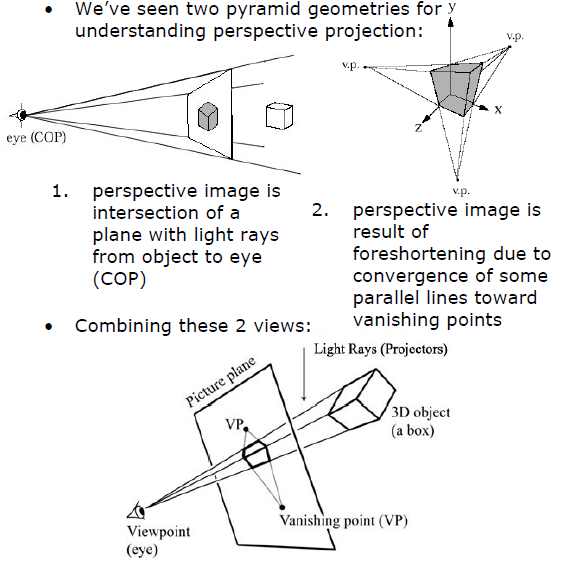 • We've seen two pyramid geometries for
understanding perspective projection:
y
v.p.
v.p.
x
z
v.p.
eye (COP)
1. perspective image is
intersection of a
plane with light rays
from object to eye
(COP)
2. perspective image is
result of
foreshortening due to
convergence of some
parallel lines toward
vanishing points
• Combining these 2 views:
Light Rays (Projectors)
Picture plane
VP
3D object
(a box)
Vanishing point (VP)
Viewpoint
(eye)